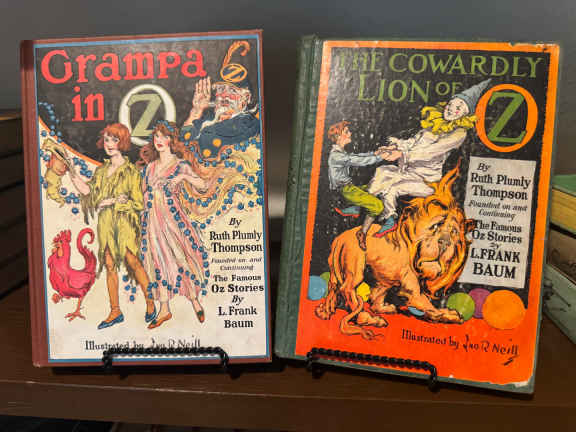 Grampa
in OZ
By
Ruth Plumly
Thompson
Founded on and
Continuing
The Famous
Oz Stories
By
L. Frank
Baum
Illustrated by Jno R. Neill
THE COWARDLY
LION OF OZ
By
Ruth Plumly
Thompson
Founded on and
Continuing
The Famous
Oz Stories
by
L. FRANK
BAUM
Illustrated by Jno R Neill